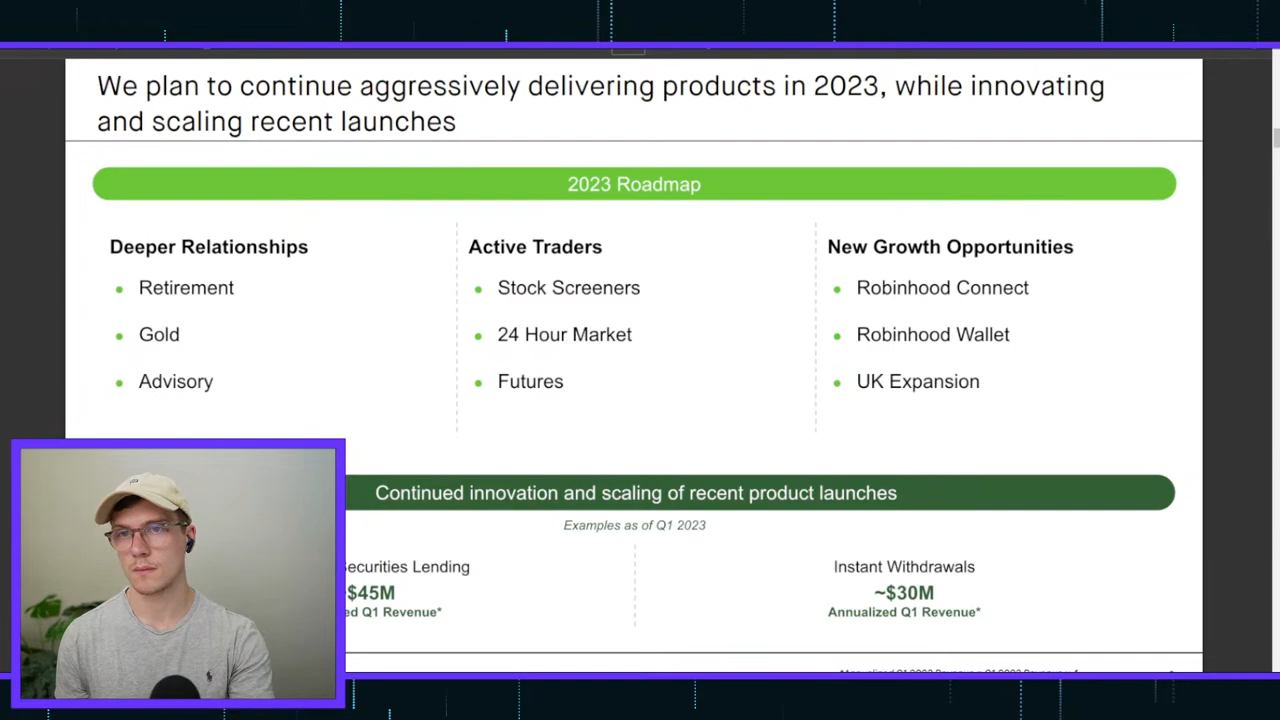 We plan to continue aggressively delivering products in 2023, while innovating
and scaling recent launches
2023 Roadmap
Deeper Relationships
• Retirement
• Gold
• Advisory
Active Traders
• Stock Screeners
• 24 Hour Market
• Futures
New Growth Opportunities
• Robinhood Connect
• Robinhood Wallet
• UK Expansion
Continued innovation and scaling of recent product launches
Examples as of Q1 2023
Securities Lending
$45M
ed Q1 Revenue*
Instant Withdrawals
~$30M
Annualized Q1 Revenue*